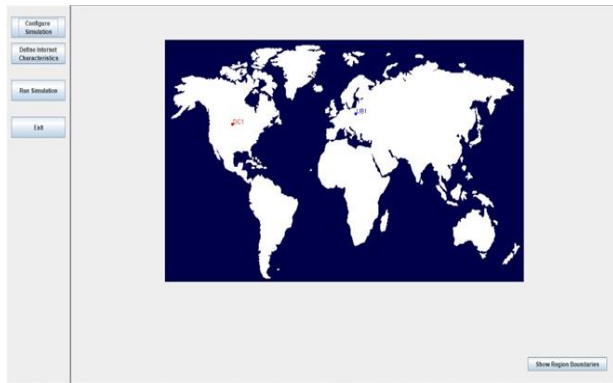 Configure
Simulation
Define Internet
Characteristics
Run Simulation
Exit
DC1
UB1
Show Region Boundaries